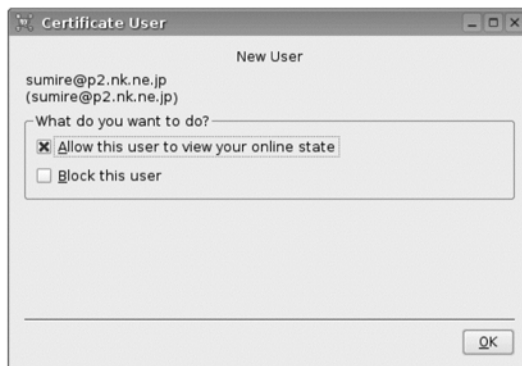 Certificate User
New User
sumire@p2.nk.ne.jp
(sumire@p2.nk.ne.jp)
What do you want to do?
Allow this user to view your online state
Block this user
OK